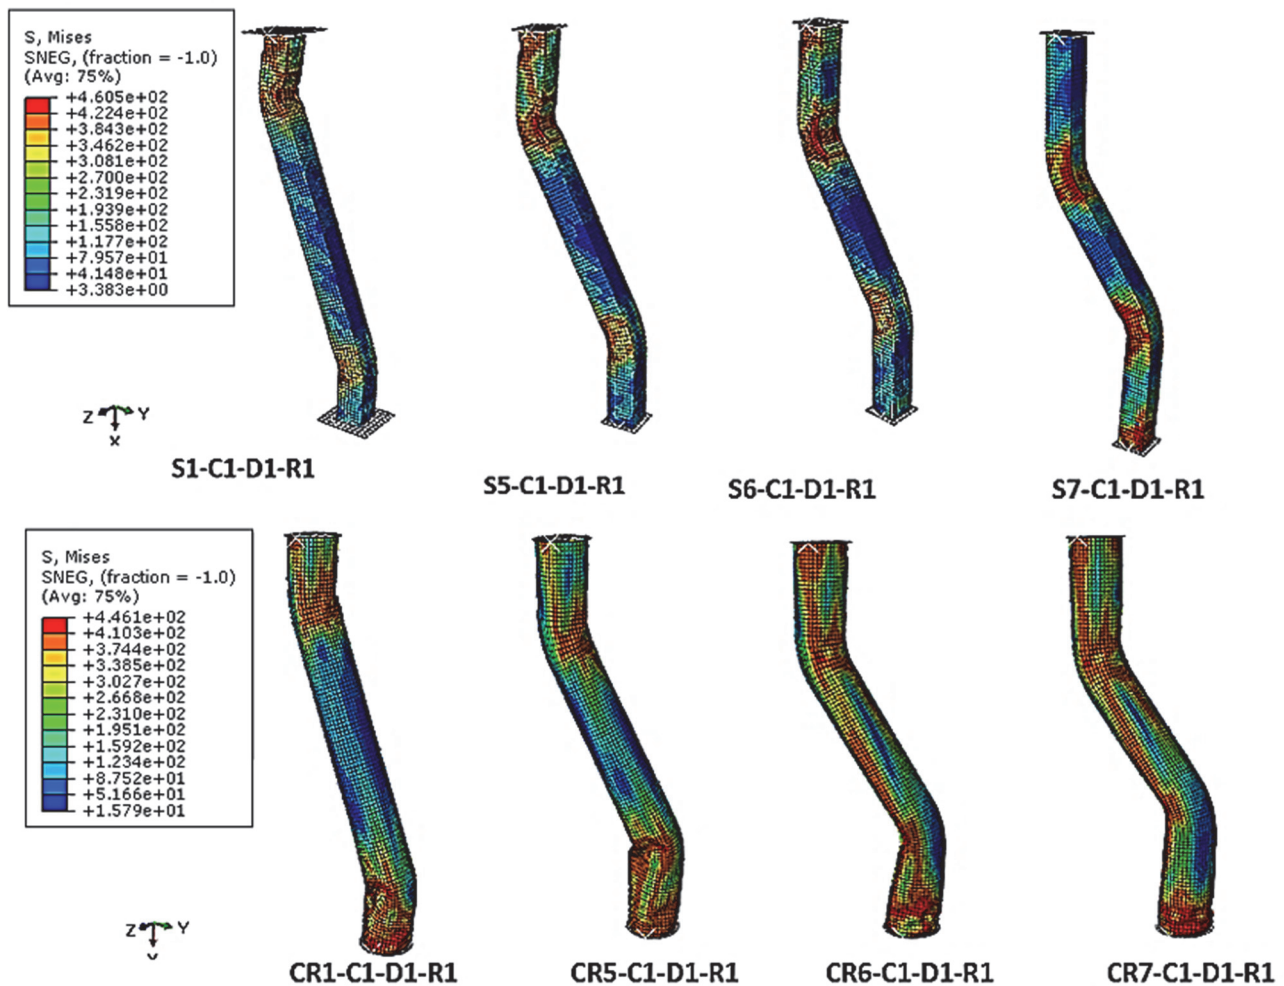 S, Mises
SNEG, (fraction = -1.0)
(Avg: 75%)
+4.605e+02
+4.224e+02
+3.843e+02
+3.462e+02
+3.081e+02
+2.700e+02
+2.319e+02
+1.939e+02
+1.558e+02
+1.177e+02
+7.957e+01
+4.148e+01
+3.383e+00
Z Y
X
S1-C1-D1-R1
S5-C1-D1-R1
S6-C1-D1-R1
S7-C1-D1-R1
S, Mises
SNEG, (fraction = -1.0)
(Avg: 75%)
+4.461e+02
+4.103e+02
+3.744e+02
+3.385e+02
+3.027e+02
+2.668e+02
+2.310e+02
+1.951e+02
+1.592e+02
+1.234e+02
+8.752e+01
+5.166e+01
+1.579e+01
Z Y
CR1-C1-D1-R1
CR5-C1-D1-R1
CR6-C1-D1-R1
CR7-C1-D1-R1